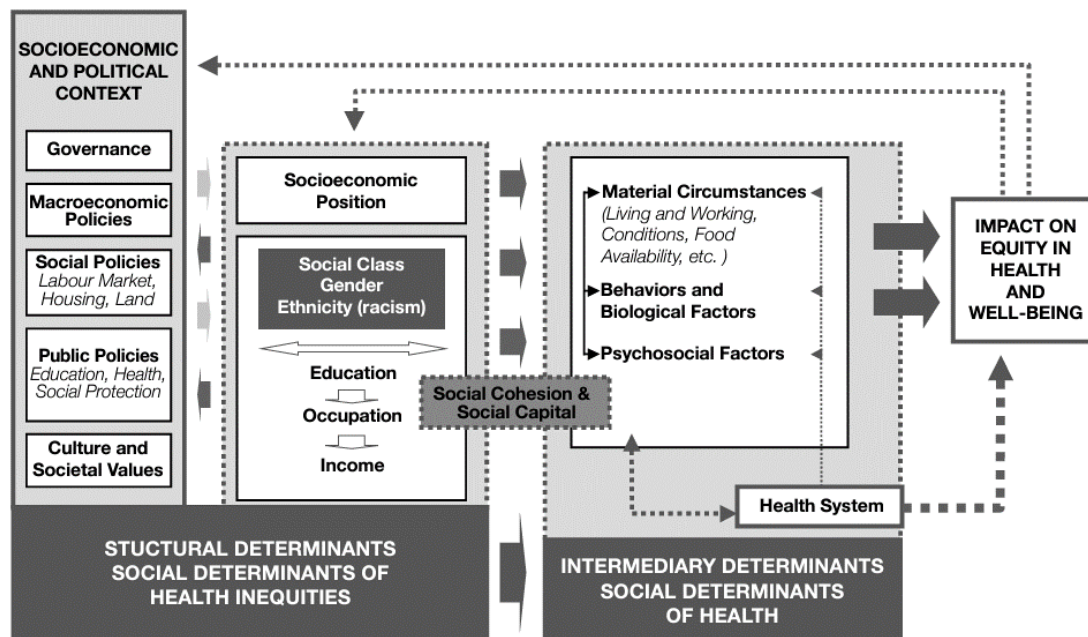 SOCIOECONOMIC
AND POLITICAL
CONTEXT
Governance
Macroeconomic
Policies
Social Policies
Labour Market,
Housing, Land
Public Policies
Education, Health,
Social Protection
Culture and
Societal Values
Socioeconomic
Position
Social Class
Gender
Ethnicity (racism)
Education
Occupation
Income
Social Cohesion &
Social Capital
Material Circumstances
(Living and Working,
Conditions, Food
Availability, etc. )
Behaviors and
Biological Factors
Psychosocial Factors
Health System
IMPACT ON
EQUITY IN
HEALTH
AND
WELL-BEING
STUCTURAL DETERMINANTS
SOCIAL DETERMINANTS OF
HEALTH INEQUITIES
INTERMEDIARY DETERMINANTS
SOCIAL DETERMINANTS
OF HEALTH